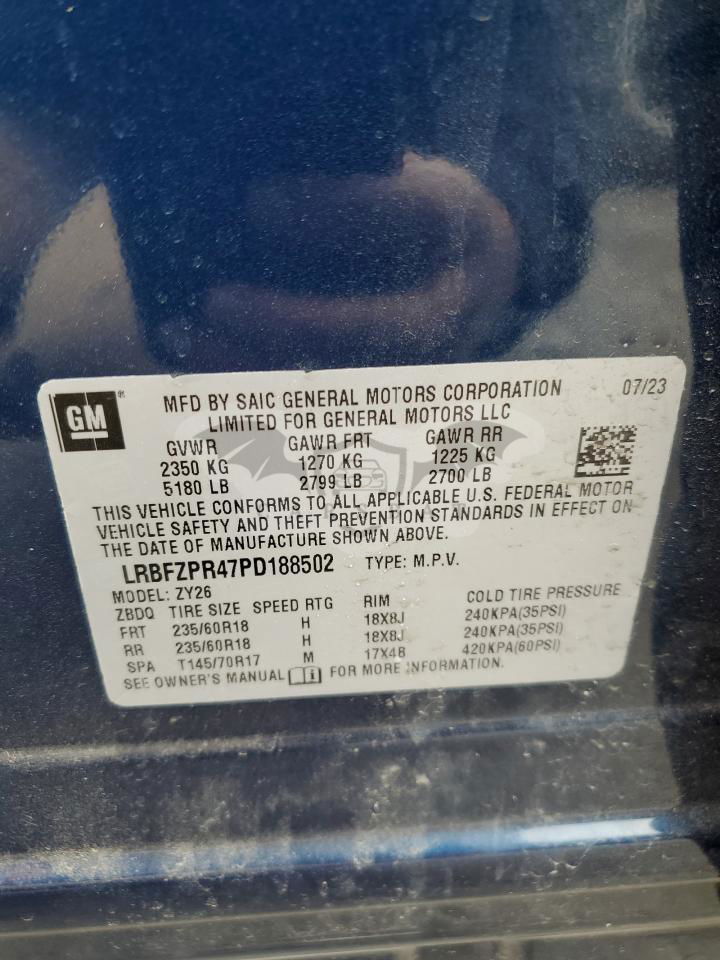 GM
MFD BY SAIC GENERAL MOTORS CORPORATION 07/23
LIMITED FOR GENERAL MOTORS LLC
GVWR GAWR FRT GAWR RR
2350 KG 1270 KG 1225 KG
5180 LB 2799 LB 2700 LB
THIS VEHICLE CONFORMS TO ALL APPLICABLE U.S. FEDERAL MOTOR
VEHICLE SAFETY AND THEFT PREVENTION STANDARDS IN EFFECT ON
THE DATE OF MANUFACTURE SHOWN ABOVE.
LRBFZPR47PD188502 TYPE: M.P.V.
MODEL: ZY26
ZBDQ TIRE SIZE SPEED RTG RIM COLD TIRE PRESSURE
FRT 235/60R18 H 18X8J 240KPA(35PSI)
RR 235/60R18 H 18X8J 240KPA(35PSI)
SPA T145/70R17 M 17X4B 420KPA(60PSI)
SEE OWNER'S MANUAL i FOR MORE INFORMATION.